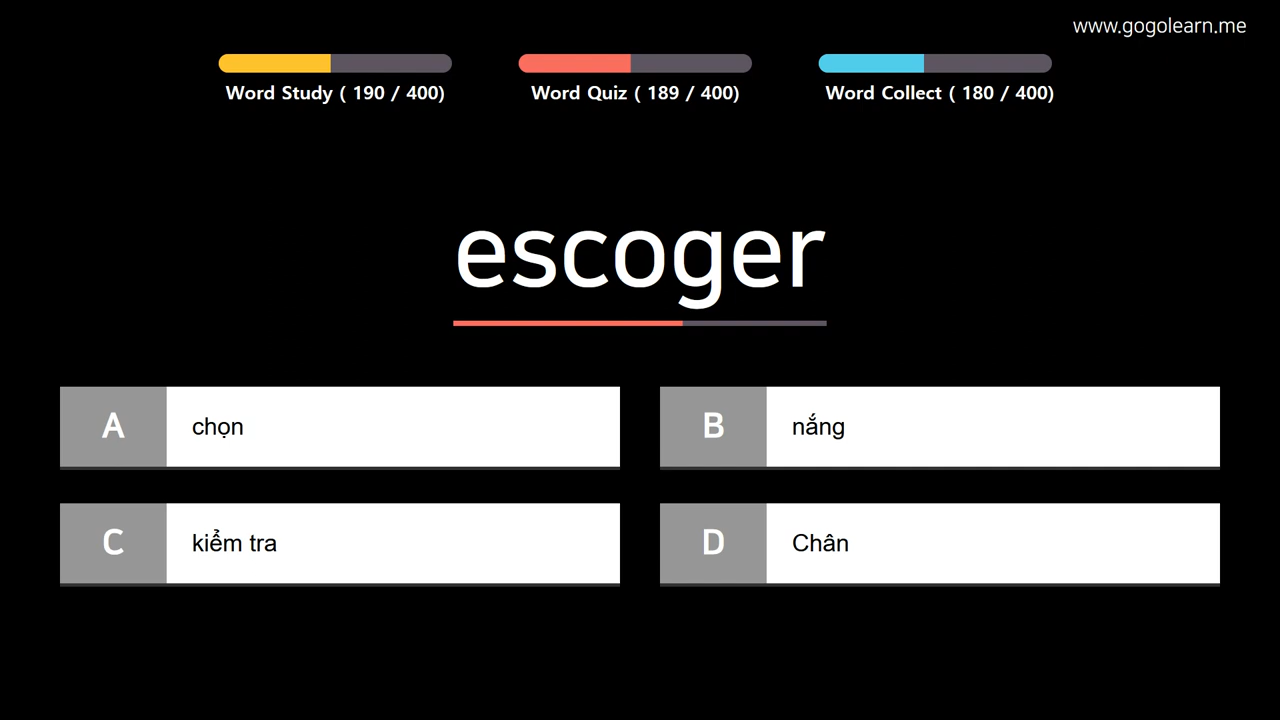 www.gogolearn.me
Word Study ( 190 / 400)
Word Quiz ( 189 / 400)
Word Collect ( 180 / 400)
escoger
A
chọn
B
nắng
C
kiểm tra
D
Chân